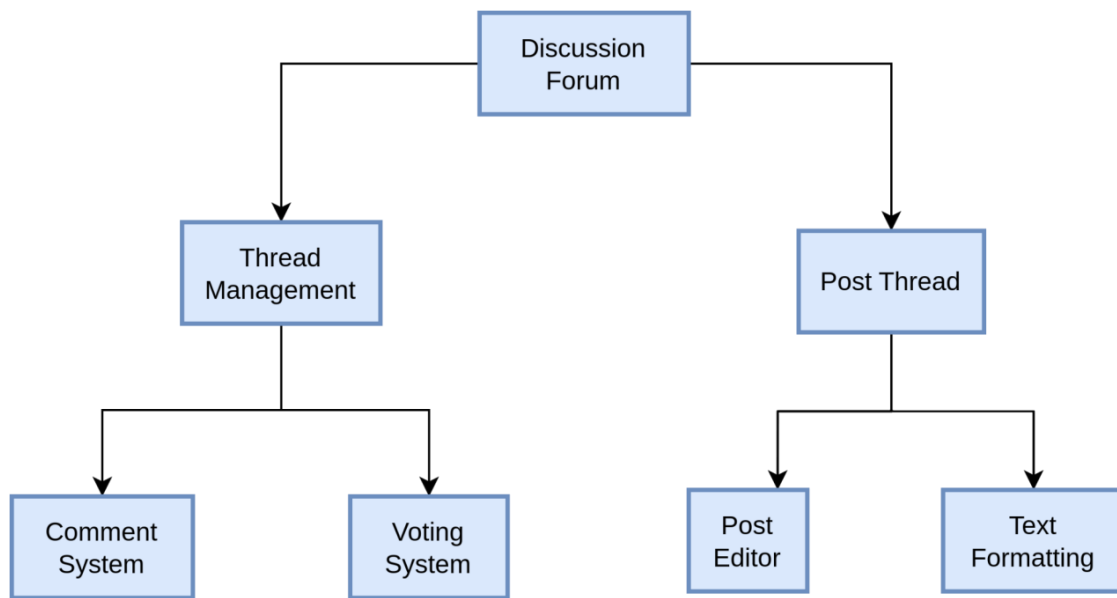 Discussion
Forum
Thread
Management
Post Thread
Comment
System
Voting
System
Post
Editor
Text
Formatting